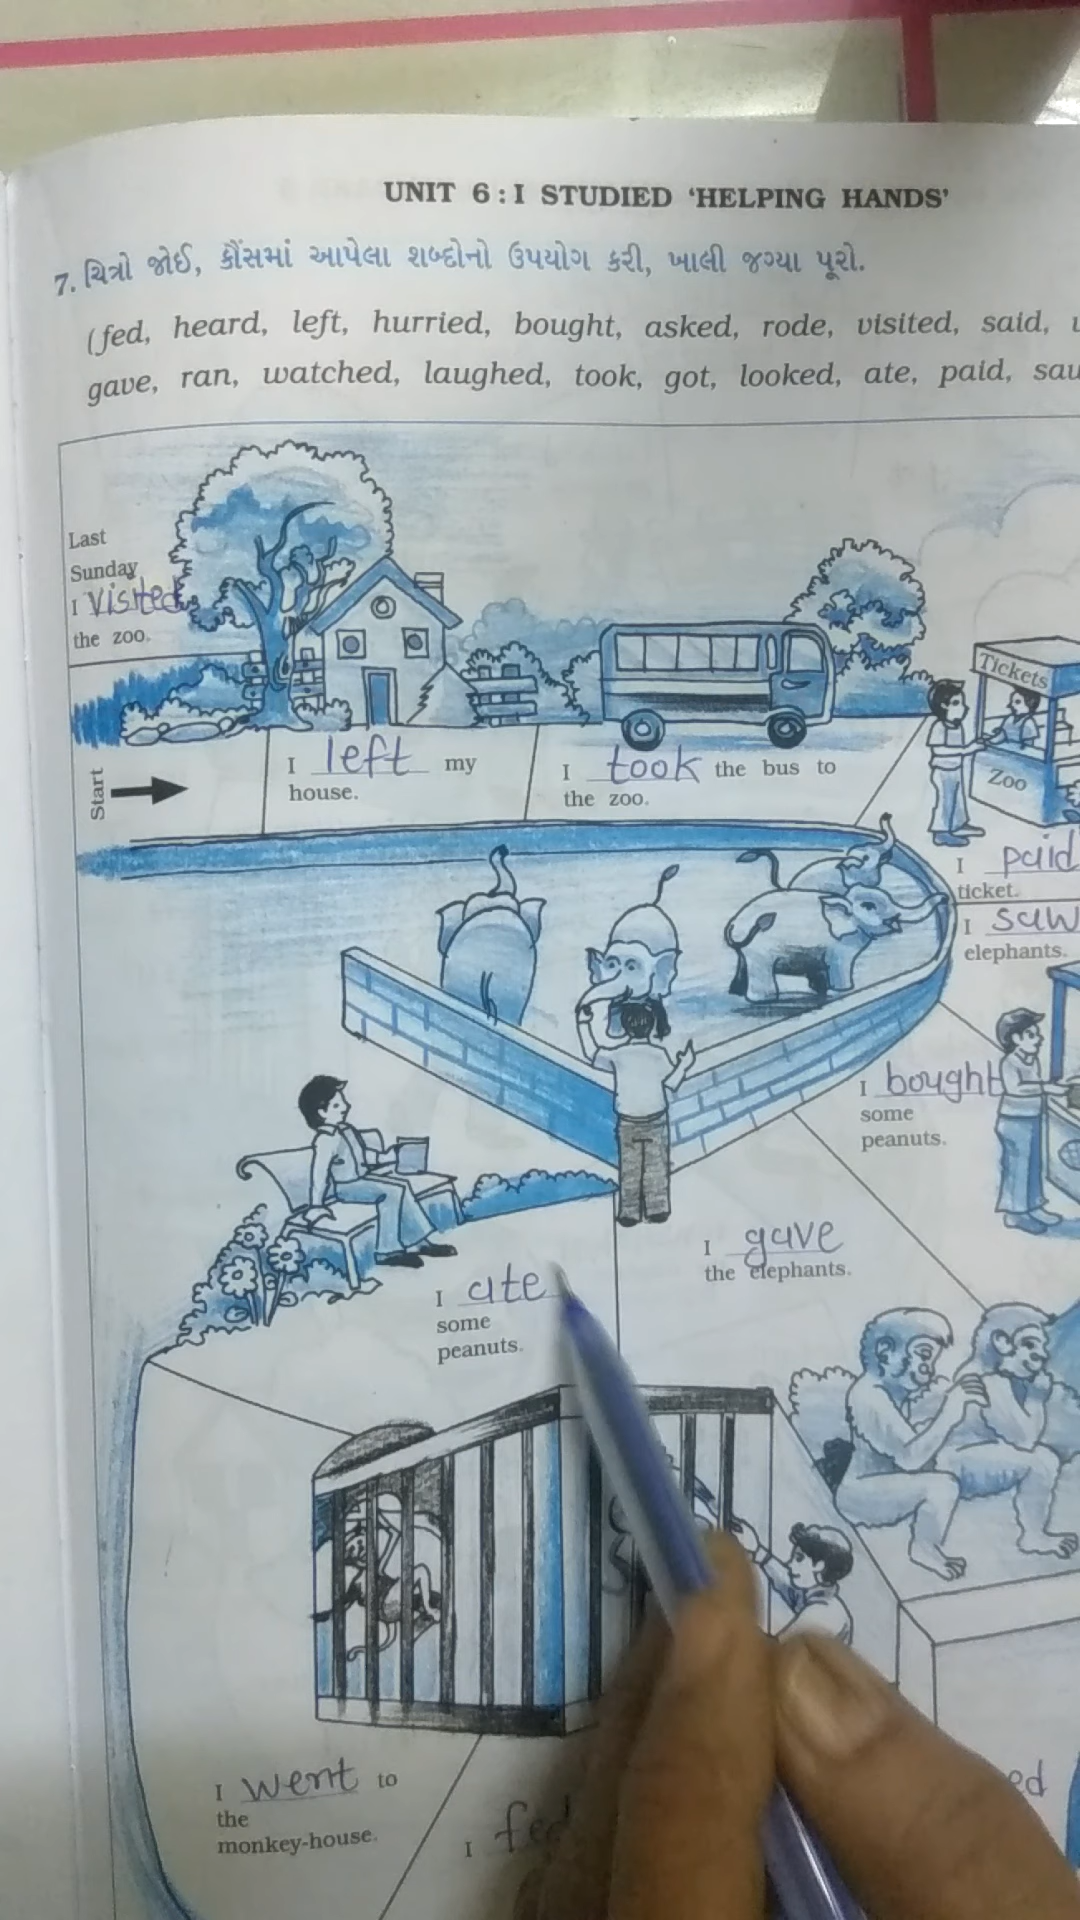 UNIT 6 : I STUDIED ‘HELPING HANDS’
7. ચિત્રો જોઈ, કૌંસમાં આપેલા શબ્દોનો ઉપયોગ કરી, ખાલી જગ્યા પૂરો.
(fed, heard, left, hurried, bought, asked, rode, visited, said,
gave, ran, watched, laughed, took, got, looked, ate, paid,
Last
Sunday
I visited
the zoo.
Tickets
Zoo
Start
I left my
house.
I took the bus to
the zoo.
I paid
ticket.
I saw
elephants.
I bought
some
peanuts.
I gave
the elephants.
I ate
some
peanuts.
I went to
the
monkey-house.
I fed